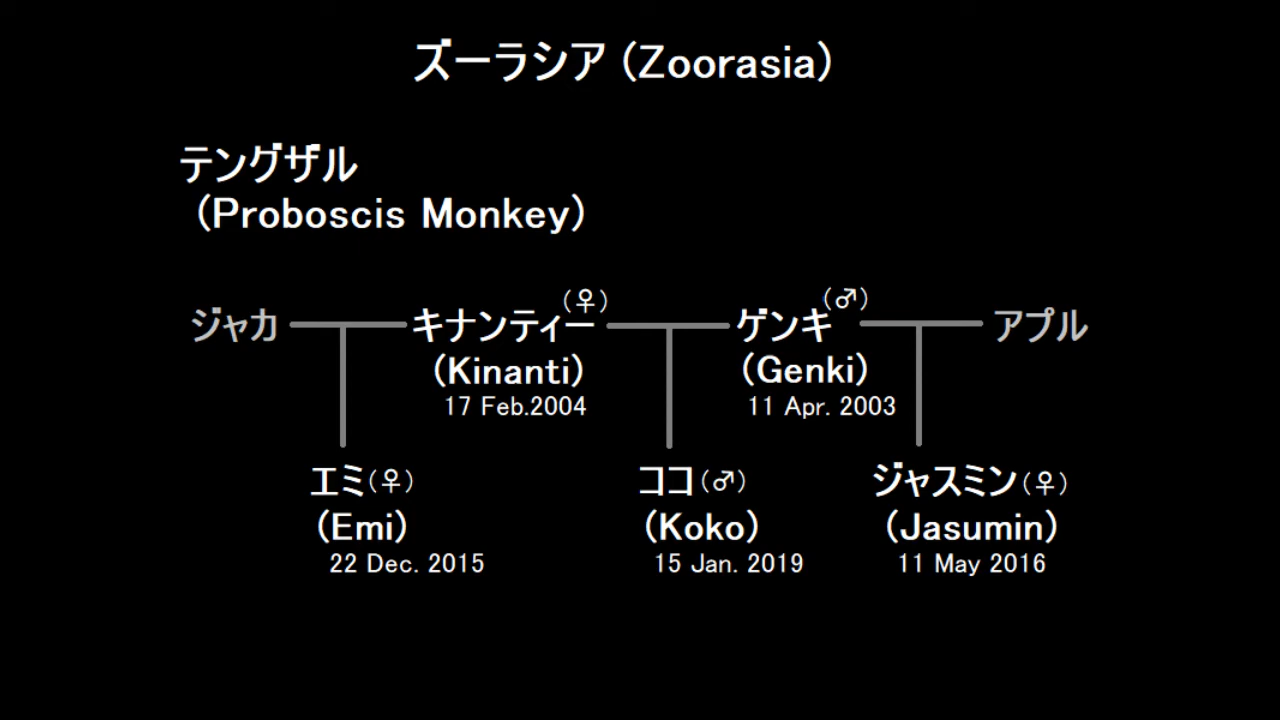 ズーラシア (Zoorasia)
テングザル
(Proboscis Monkey)
ジャカ キナンティー(♀) ゲンキ(♂) アプル
(Kinanti) (Genki)
17 Feb.2004 11 Apr. 2003
エミ(♀) ココ(♂) ジャスミン(♀)
(Emi) (Koko) (Jasumin)
22 Dec. 2015 15 Jan. 2019 11 May 2016